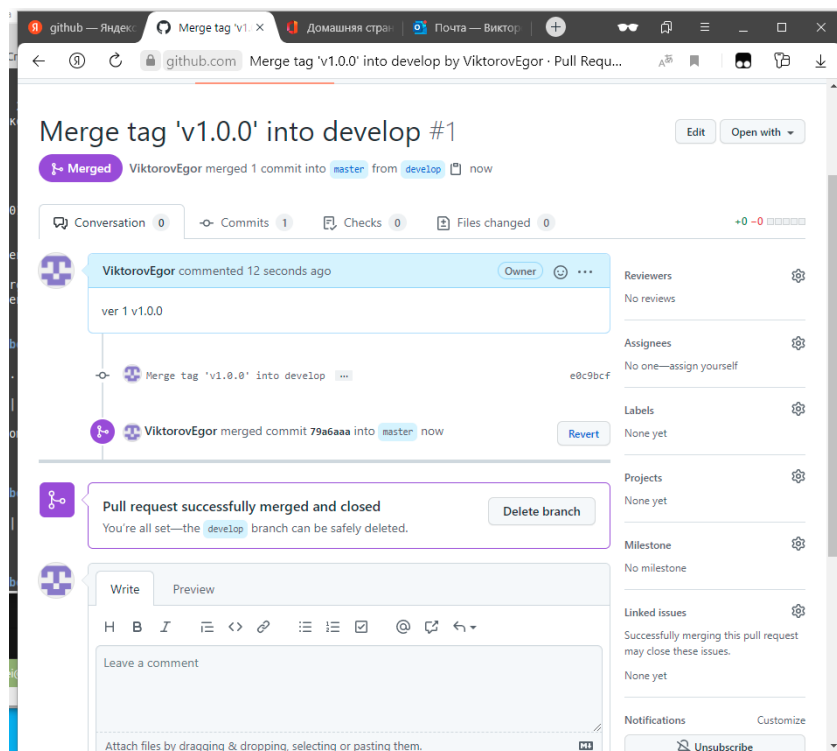 github — Яндекс
Merge tag 'v1.
Домашняя стран
Почта — Виктор
github.com Merge tag 'v1.0.0' into develop by ViktorovEgor · Pull Requ...
Merge tag 'v1.0.0' into develop #1
Edit
Open with
Merged
ViktorovEgor merged 1 commit into master from develop now
Conversation 0
Commits 1
Checks 0
Files changed 0
+0 −0
ViktorovEgor commented 12 seconds ago
Owner
ver 1 v1.0.0
Merge tag 'v1.0.0' into develop ...
e0c9bcf
ViktorovEgor merged commit 79a6aaa into master now
Revert
Pull request successfully merged and closed
You're all set—the develop branch can be safely deleted.
Delete branch
Write
Preview
H B I
Leave a comment
Attach files by dragging & dropping, selecting or pasting them.
Reviewers
No reviews
Assignees
No one—assign yourself
Labels
None yet
Projects
None yet
Milestone
No milestone
Linked issues
Successfully merging this pull request
may close these issues.
None yet
Notifications
Customize
Unsubscribe